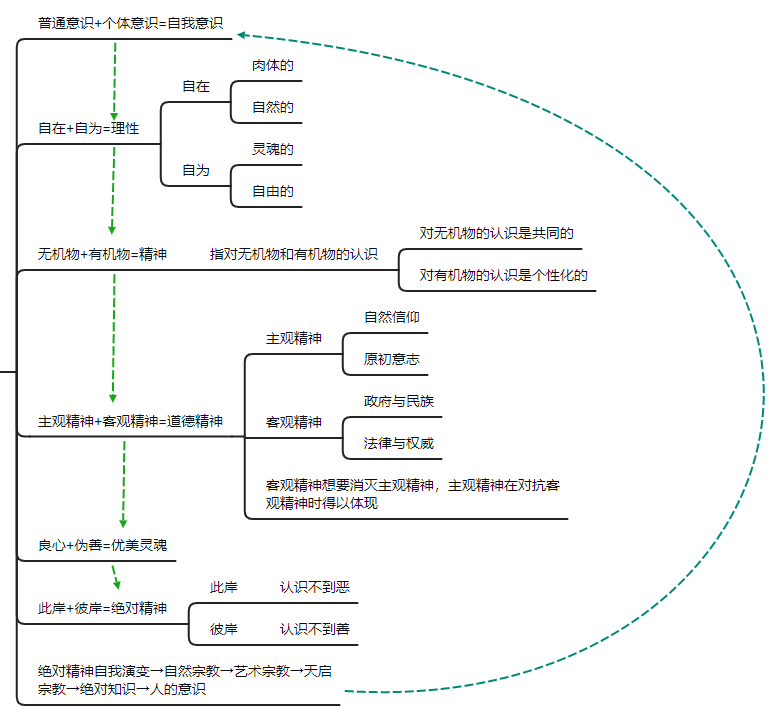 普通意识+个体意识=自我意识
肉体的
自在
自然的
自在+自为=理性
灵魂的
自为
自由的
对无机物的认识是共同的
无机物+有机物=精神
指对无机物和有机物的认识
对有机物的认识是个性化的
自然信仰
主观精神
原初意志
政府与民族
主观精神+客观精神=道德精神
客观精神
法律与权威
客观精神想要消灭主观精神，主观精神在对抗客
观精神时得以体现
良心+伪善=优美灵魂
此岸
认识不到恶
此岸+彼岸=绝对精神
彼岸
认识不到善
绝对精神自我演变→自然宗教→艺术宗教→天启
宗教→绝对知识→人的意识